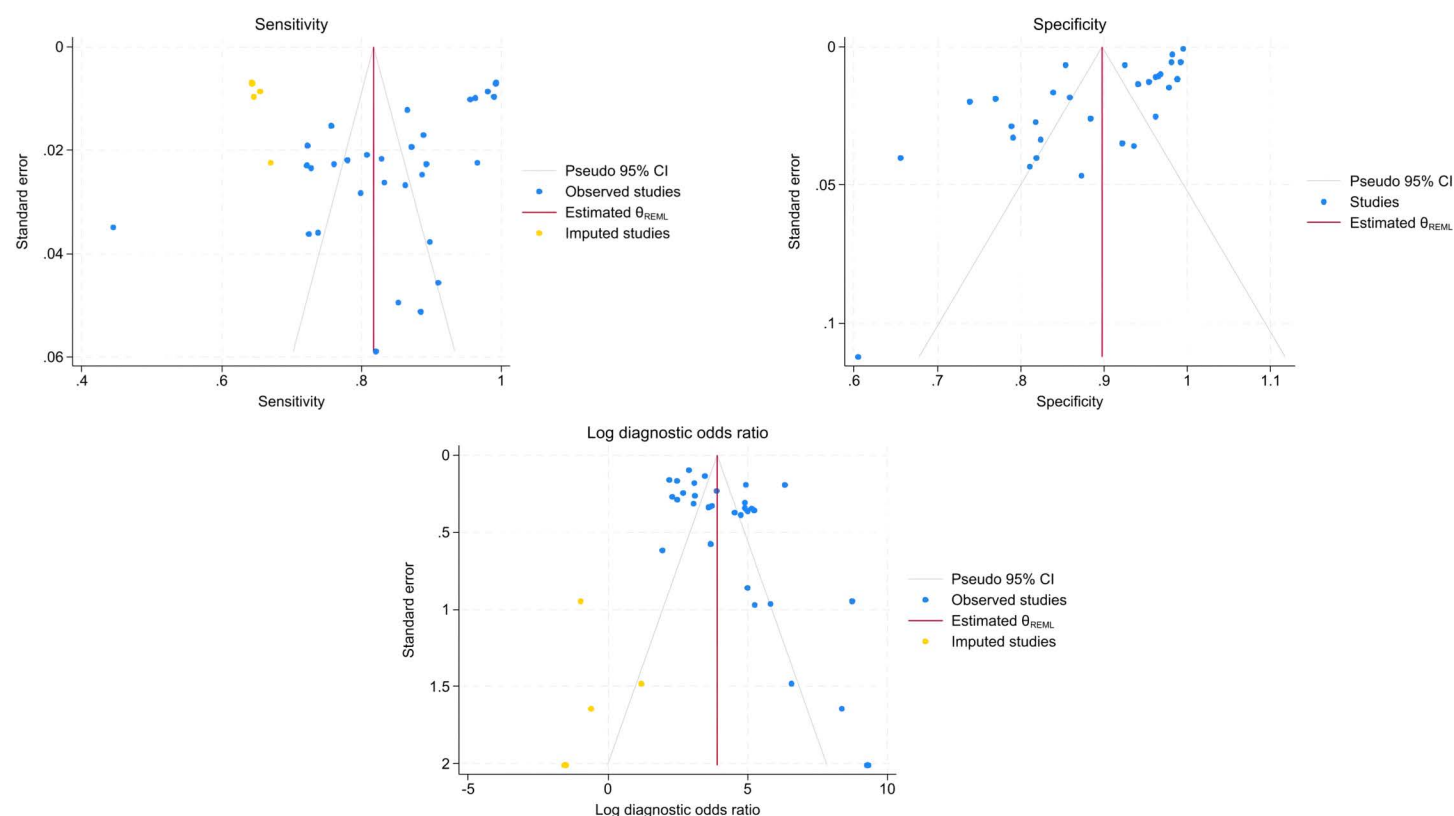 Sensitivity
0
.02
.04
.06
Standard error
.4
.6
.8
1
Sensitivity
Pseudo 95% CI
Observed studies
Estimated θREML
Imputed studies
Specificity
0
.05
.1
Standard error
.6
.7
.8
.9
1
1.1
Specificity
Pseudo 95% CI
Studies
Estimated θREML
Log diagnostic odds ratio
0
.5
1
1.5
2
Standard error
-5
0
5
10
Log diagnostic odds ratio
Pseudo 95% CI
Observed studies
Estimated θREML
Imputed studies